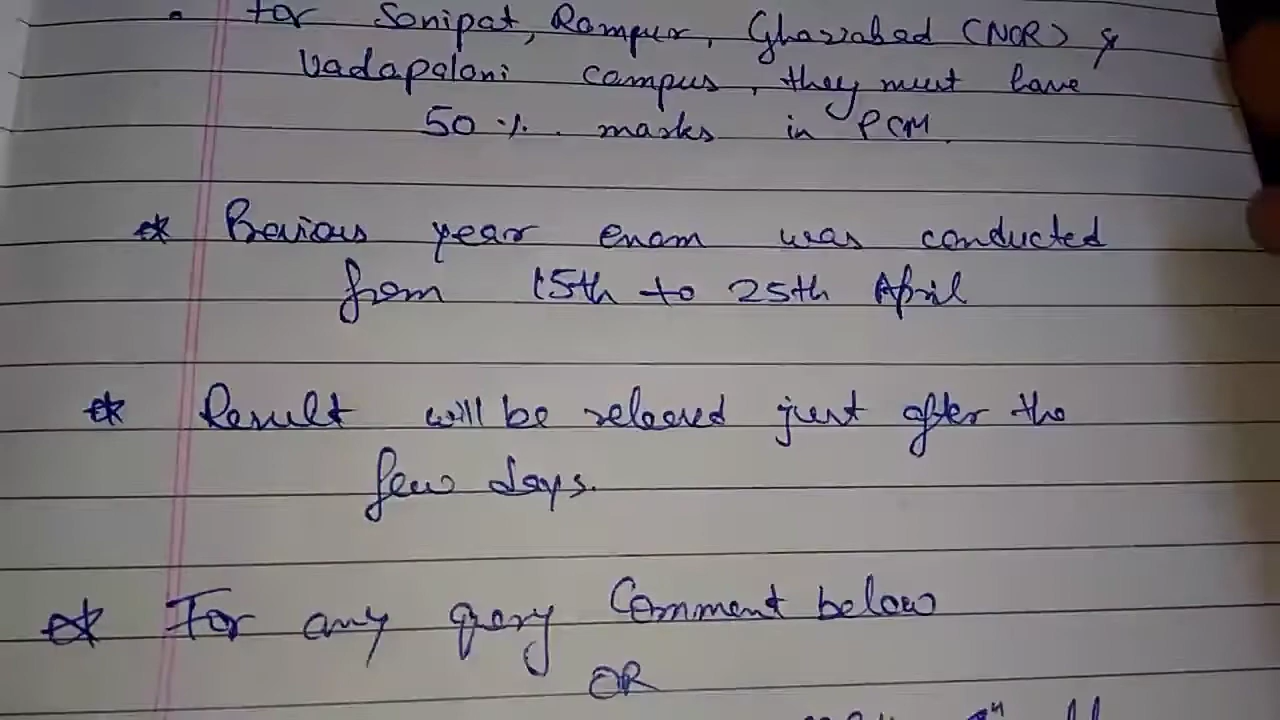 • For Sonipat, Rampur, Ghaziabad (NCR) &
Vadapalani campus, they must have
50 %. marks in PCM.
* Previous year exam was conducted
from 15th to 25th April
* Result will be released just after the
few days.
* For any query Comment below
OR